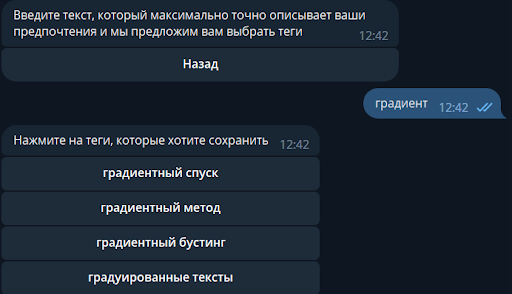 Введите текст, который максимально точно описывает ваши
предпочтения и мы предложим вам выбрать теги
12:42
Назад
градиент 12:42
Нажмите на теги, которые хотите сохранить 12:42
градиентный спуск
градиентный метод
градиентный бустинг
градуированные тексты